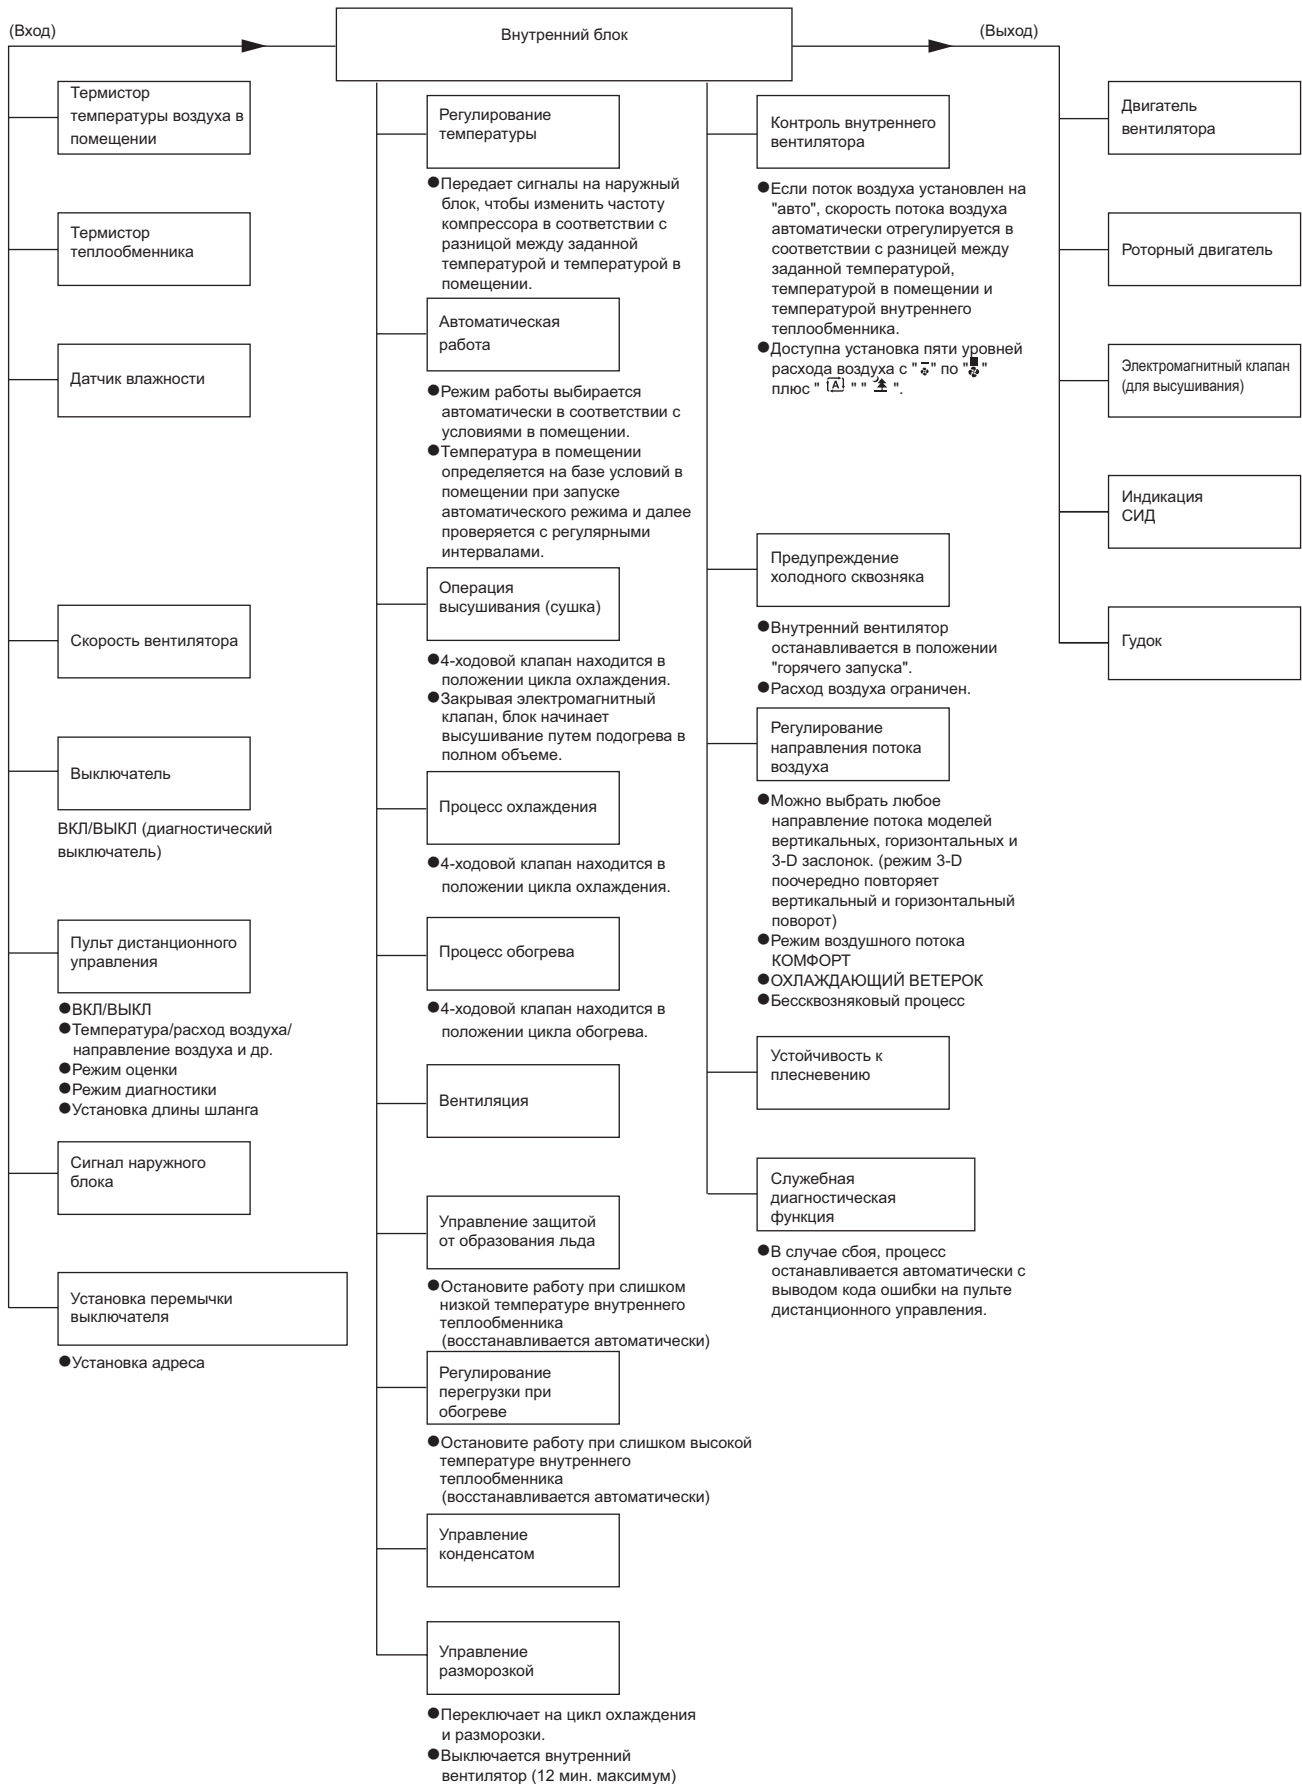 (Вход)
Внутренний блок
(Выход)
Термистор
температуры воздуха в
помещении
Термистор
теплообменника
Датчик влажности
Скорость вентилятора
Выключатель
ВКЛ/ВЫКЛ (диагностический
выключатель)
Пульт дистанционного
управления
●ВКЛ/ВЫКЛ
●Температура/расход воздуха/
направление воздуха и др.
●Режим оценки
●Режим диагностики
●Установка длины шланга
Сигнал наружного
блока
Установка перемычки
выключателя
●Установка адреса
Регулирование
температуры
●Передает сигналы на наружный
блок, чтобы изменить частоту
компрессора в соответствии с
разницей между заданной
температурой и температурой в
помещении.
Автоматическая
работа
●Режим работы выбирается
автоматически в соответствии с
условиями в помещении.
●Температура в помещении
определяется на базе условий в
помещении при запуске
автоматического режима и далее
проверяется с регулярными
интервалами.
Операция
высушивания (сушка)
●4-ходовой клапан находится в
положении цикла охлаждения.
●Закрывая электромагнитный
клапан, блок начинает
высушивание путем подогрева в
полном объеме.
Процесс охлаждения
●4-ходовой клапан находится в
положении цикла охлаждения.
Процесс обогрева
●4-ходовой клапан находится в
положении цикла обогрева.
Вентиляция
Управление защитой
от образования льда
●Остановите работу при слишком
низкой температуре внутреннего
теплообменника
(восстанавливается автоматически)
Регулирование
перегрузки при
обогреве
●Остановите работу при слишком высокой
температуре внутреннего
теплообменника
(восстанавливается автоматически)
Управление
конденсатом
Управление
разморозкой
●Переключает на цикл охлаждения
и разморозки.
●Выключается внутренний
вентилятор (12 мин. максимум)
Контроль внутреннего
вентилятора
●Если поток воздуха установлен на
"авто", скорость потока воздуха
автоматически отрегулируется в
соответствии с разницей между
заданной температурой,
температурой в помещении и
температурой внутреннего
теплообменника.
●Доступна установка пяти уровней
расхода воздуха с " " по " "
плюс " A " " ".
Предупреждение
холодного сквозняка
●Внутренний вентилятор
останавливается в положении
"горячего запуска".
●Расход воздуха ограничен.
Регулирование
направления потока
воздуха
●Можно выбрать любое
направление потока моделей
вертикальных, горизонтальных и
3-D заслонок. (режим 3-D
поочередно повторяет
вертикальный и горизонтальный
поворот)
●Режим воздушного потока
КОМФОРТ
●ОХЛАЖДАЮЩИЙ ВЕТЕРОК
●Бессквозняковый процесс
Устойчивость к
плесневению
Служебная
диагностическая
функция
●В случае сбоя, процесс
останавливается автоматически с
выводом кода ошибки на пульте
дистанционного управления.
Двигатель
вентилятора
Роторный двигатель
Электромагнитный клапан
(для высушивания)
Индикация
СИД
Гудок